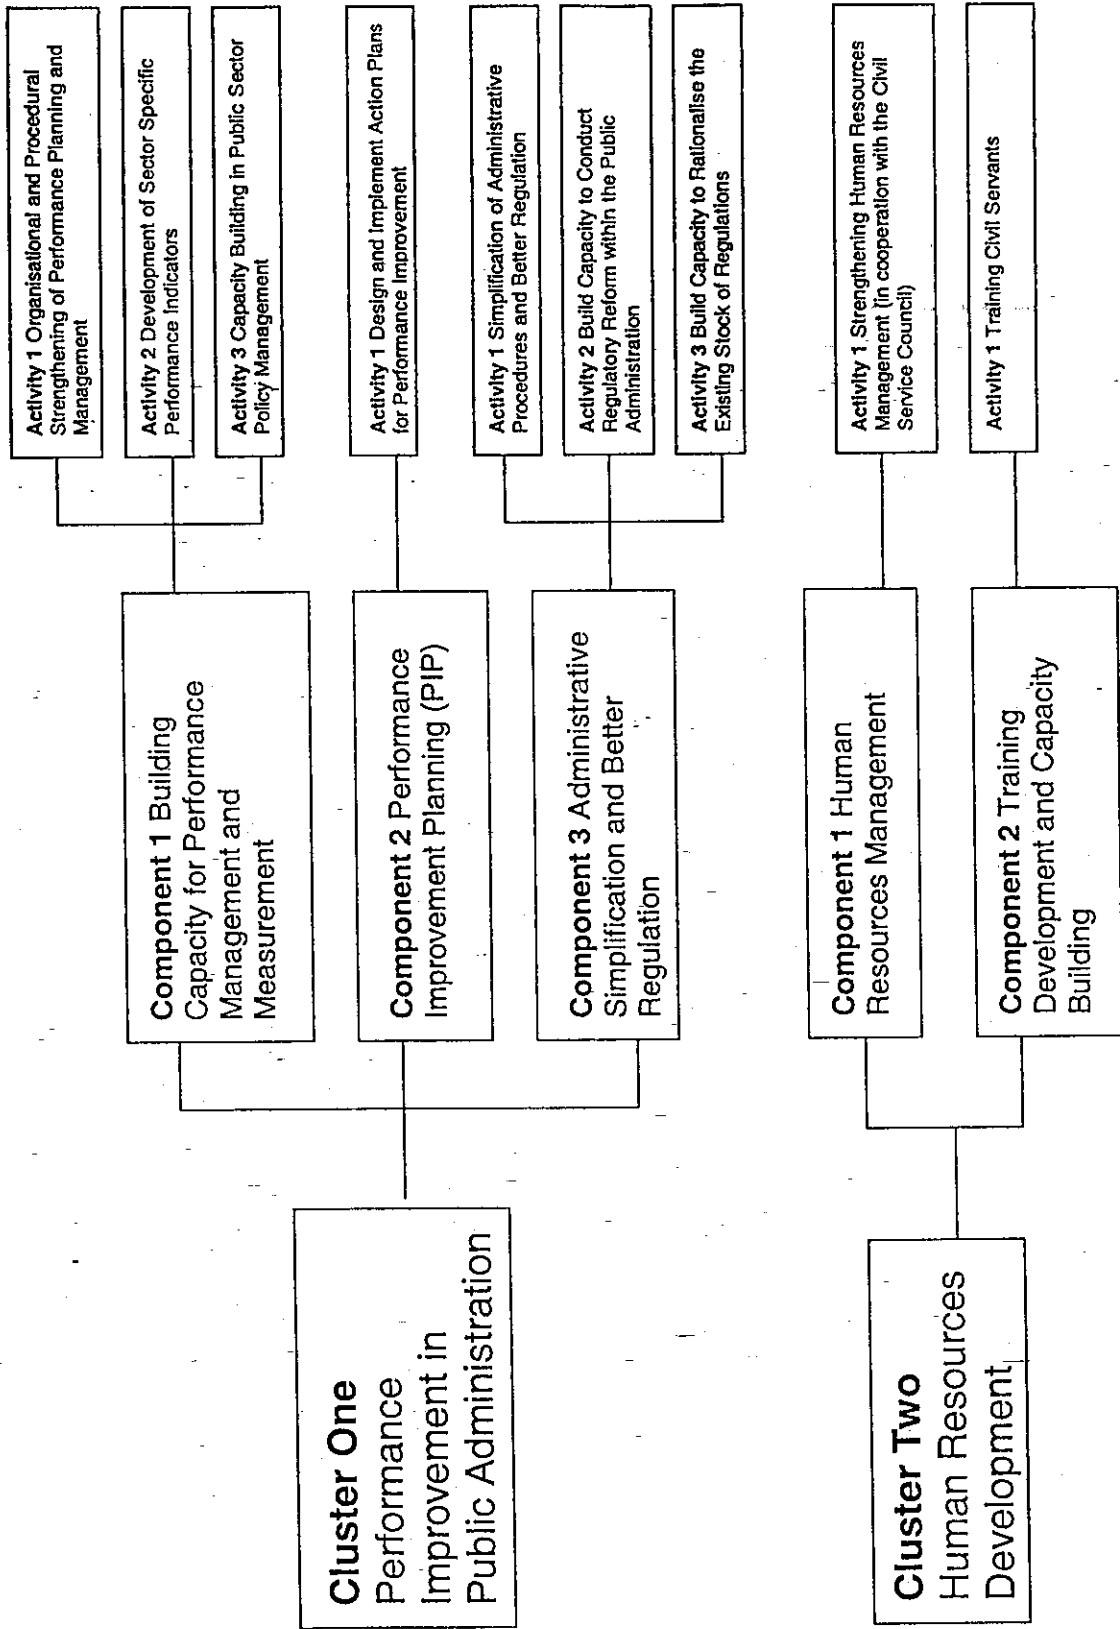 Cluster One
Performance
Improvement in
Public Administration
Component 1 Building
Capacity for Performance
Management and
Measurement
Activity 1 Organisational and Procedural
Strengthening of Performance Planning and
Management
Activity 2 Development of Sector Specific
Performance Indicators
Activity 3 Capacity Building in Public Sector
Policy Management
Component 2 Performance
Improvement Planning (PIP)
Activity 1 Design and Implement Action Plans
for Performance Improvement
Component 3 Administrative
Simplification and Better
Regulation
Activity 1 Simplification of Administrative
Procedures and Better Regulation
Activity 2 Build Capacity to Conduct
Regulatory Reform within the Public
Administration
Activity 3 Build Capacity to Rationalise the
Existing Stock of Regulations
Cluster Two
Human Resources
Development
Component 1 Human
Resources Management
Activity 1 Strengthening Human Resources
Management (in cooperation with the Civil
Service Council)
Component 2 Training
Development and Capacity
Building
Activity 1 Training Civil Servants